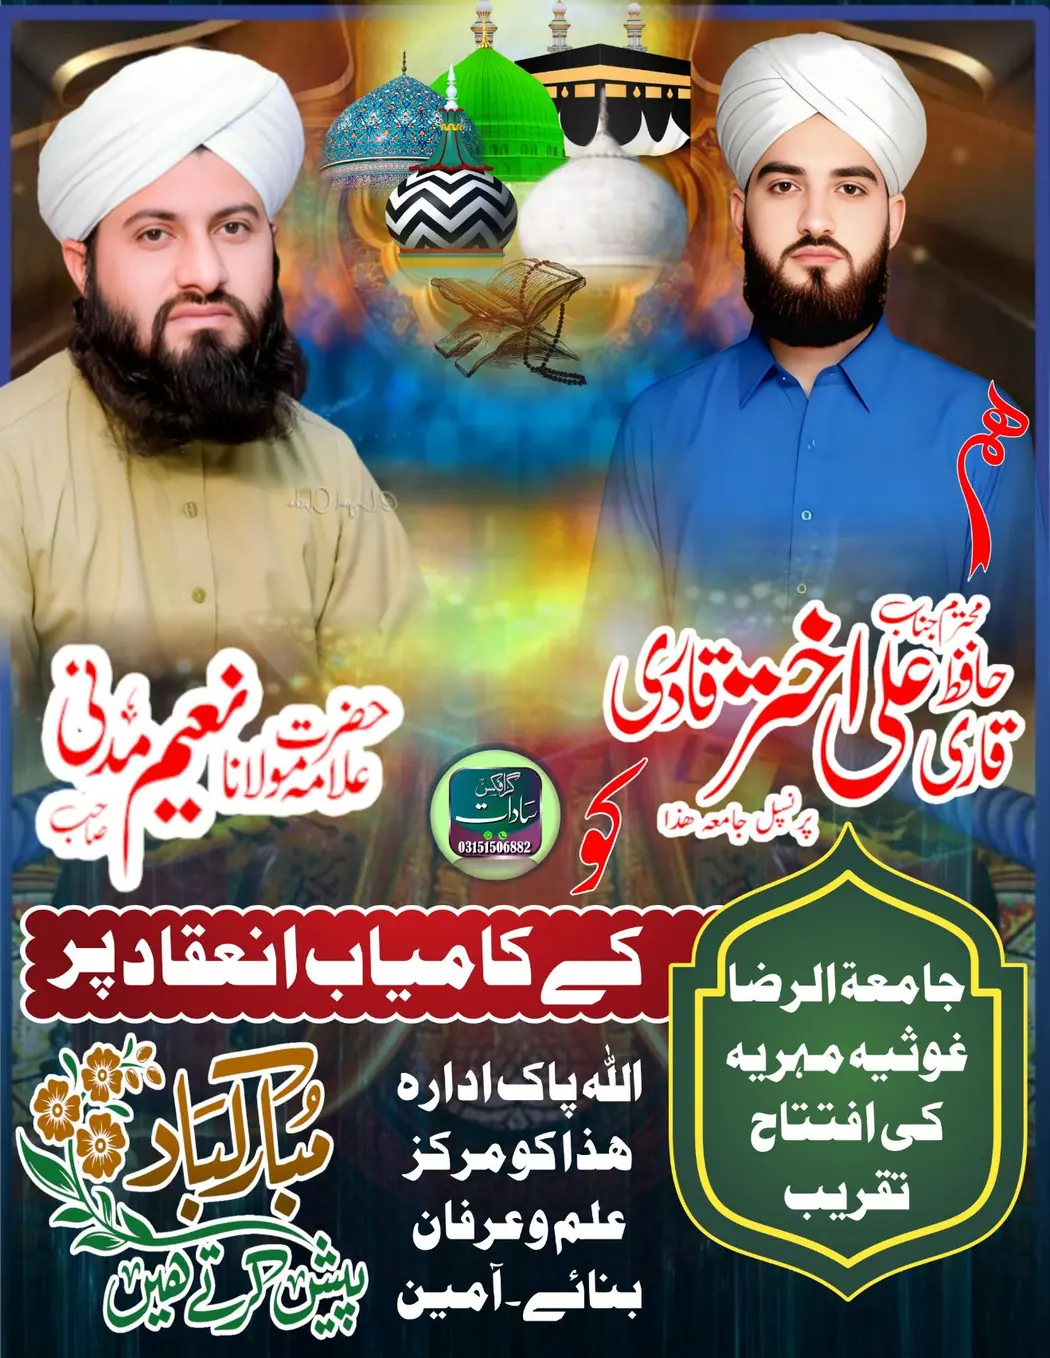 ہم
محترم جناب
حافظ قاری علی اختر قادری
پرنسپل جامعہ ھذا
کو
حضرت علامہ مولانا نعیم مدنی صاحب
گرافکس
سادات
03151506882
جامعۃ الرضا
غوثیہ مہریہ
کی افتتاح
تقریب
کے کامیاب انعقاد پر
مُبارکباد
پیش کرتے ھیں
اللہ پاک ادارہ
ھذا کو مرکز
علم و عرفان
بنائے۔آمین